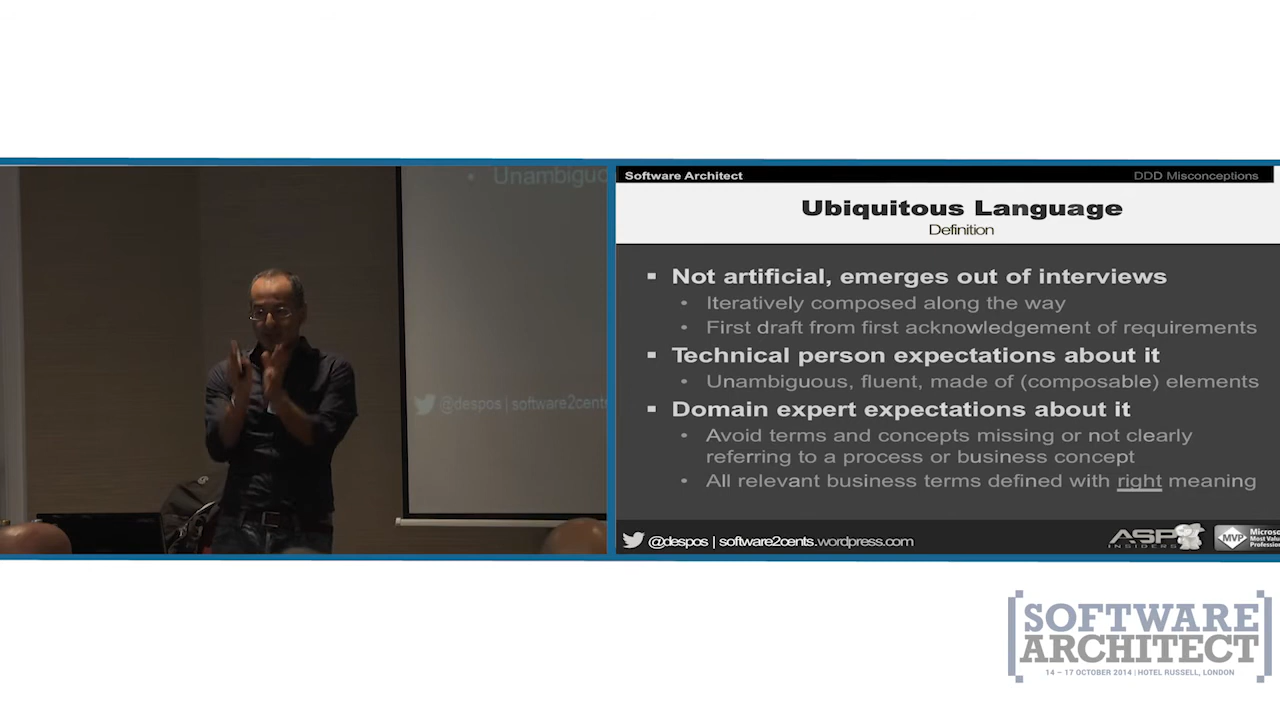 Unambiguo
@despos | software2cent
Software Architect
DDD Misconceptions
Ubiquitous Language
Definition
Not artificial, emerges out of interviews
Iteratively composed along the way
First draft from first acknowledgement of requirements
Technical person expectations about it
Unambiguous, fluent, made of (composable) elements
Domain expert expectations about it
Avoid terms and concepts missing or not clearly
referring to a process or business concept
All relevant business terms defined with right meaning
@despos | software2cents.wordpress.com
ASP
INSIDERS
MVP
Microso
Most Valu
Profession
[SOFTWARE
ARCHITECT]
14 – 17 OCTOBER 2014 | HOTEL RUSSELL, LONDON